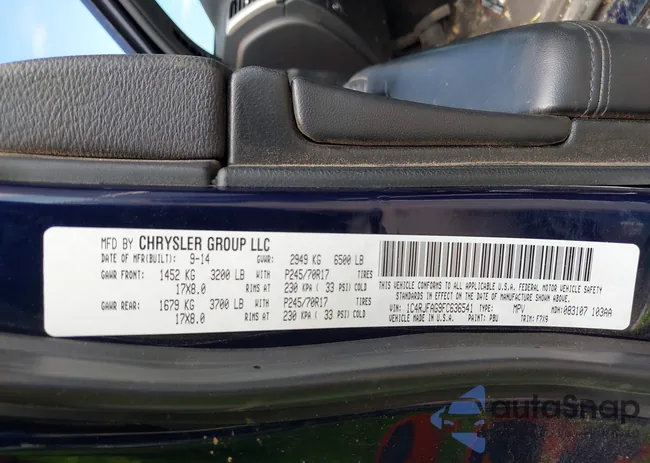 MFD BY CHRYSLER GROUP LLC
DATE OF MFR(BUILT): 9-14 GVWR: 2949 KG 6500 LB
GAWR FRONT: 1452 KG 3200 LB WITH P245/70R17 TIRES
17X8.0 RIMS AT 230 KPA ( 33 PSI) COLD
GAWR REAR: 1679 KG 3700 LB WITH P245/70R17 TIRES
17X8.0 RIMS AT 230 KPA ( 33 PSI) COLD
THIS VEHICLE CONFORMS TO ALL APPLICABLE U.S.A. FEDERAL MOTOR VEHICLE SAFETY
STANDARDS IN EFFECT ON THE DATE OF MANUFACTURE SHOWN ABOVE.
VIN: 1C4RJFAG9FC636541 TYPE: MPV MDH: 083107 103AA
VEHICLE MADE IN U.S.A. PAINT: PBU TRIM: F7X9
autoSnap